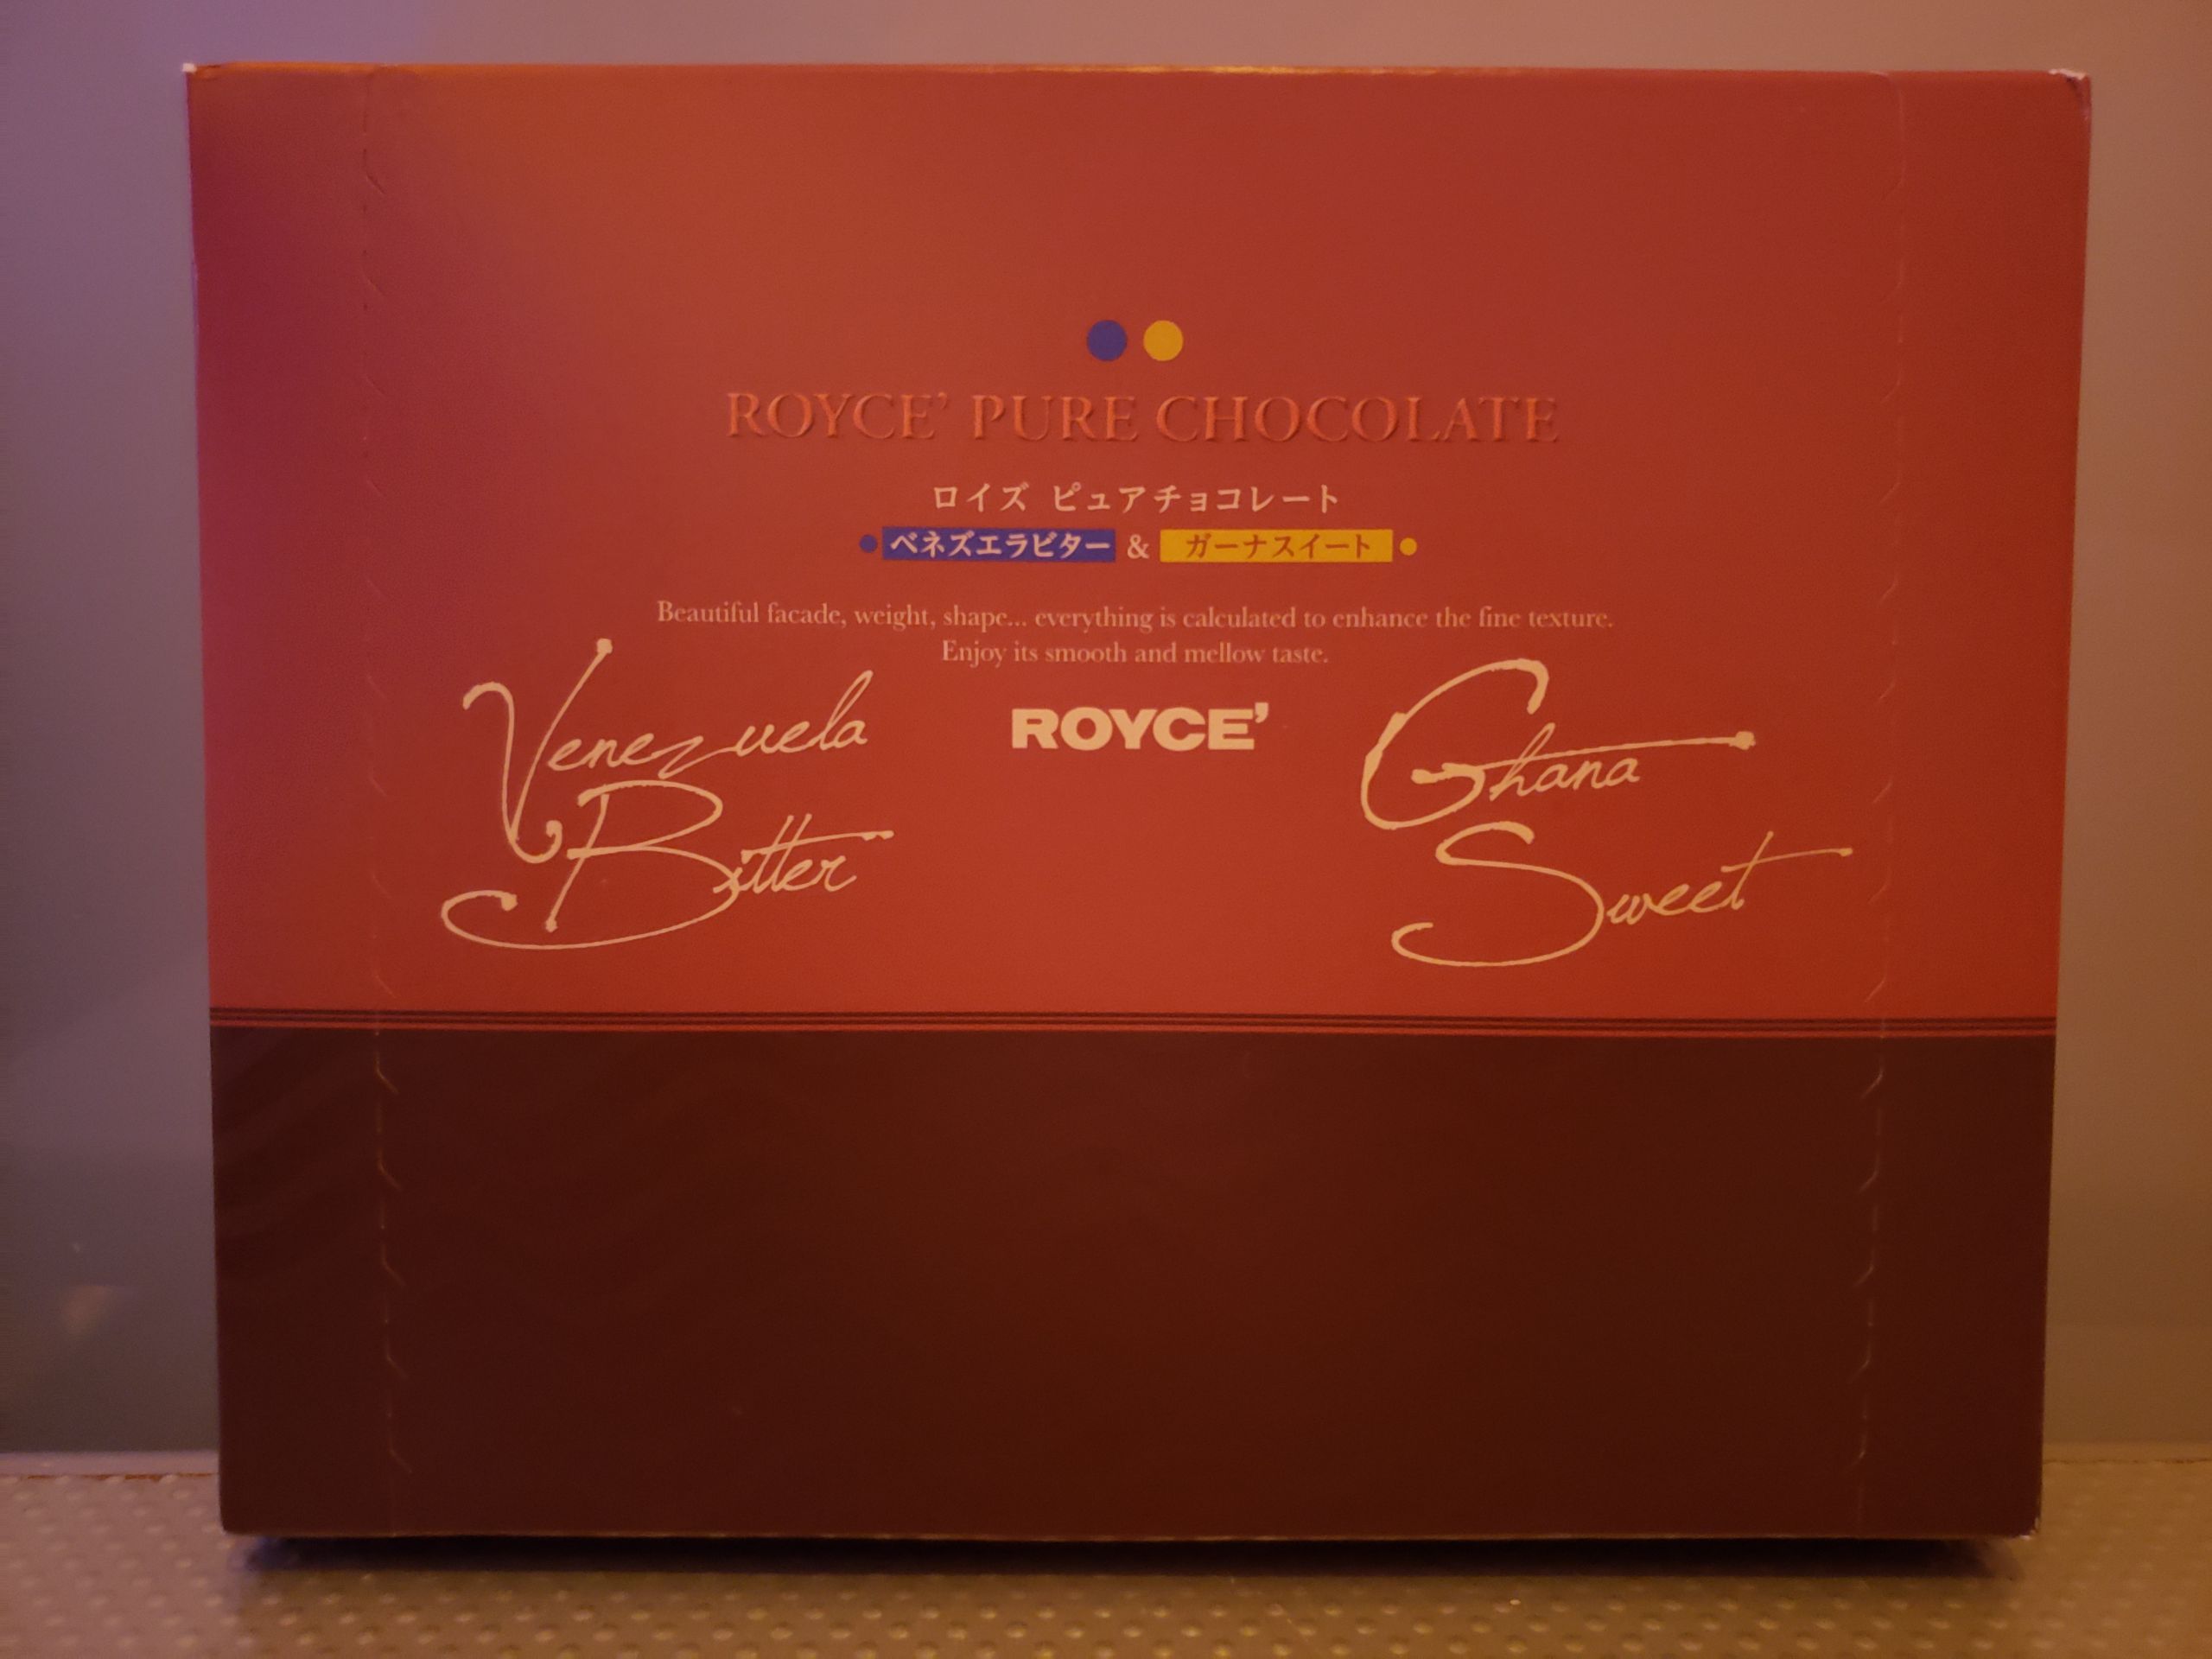 ROYCE' PURE CHOCOLATE
ロイズ ピュアチョコレート
ベネズエラビター & ガーナスイート
Beautiful facade, weight, shape... everything is calculated to enhance the fine texture.
Enjoy its smooth and mellow taste.
Venezuela
Bitter
ROYCE'
Ghana
Sweet